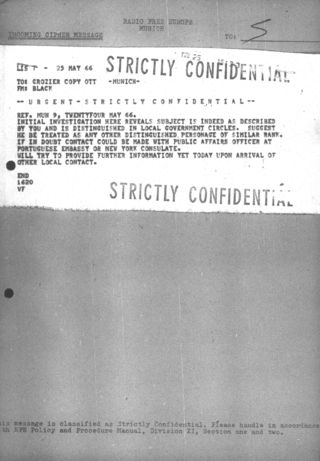 RADIO FREE EUROPE
MUNICH
INCOMING CIPHER MESSAGE
TO: S
LIS - 25 MAY 66
STRICTLY CONFIDENTIAL
TO: CROZIER COPY OTT -MUNICH-
FM: BLACK
--URGENT-STRICTLY CONFIDENTIAL--
REF. MUN 9, TWENTYFOUR MAY 66.
INITIAL INVESTIGATION HERE REVEALS SUBJECT IS INDEED AS DESCRIBED
BY YOU AND IS DISTINGUISHED IN LOCAL GOVERNMENT CIRCLES. SUGGEST
HE BE TREATED AS ANY OTHER DISTINGUISHED PERSONAGE OF SIMILAR RANK.
IF IN DOUBT CONTACT COULD BE MADE WITH PUBLIC AFFAIRS OFFICER AT
PORTUGUESE EMBASSY OR NEW YORK CONSULATE.
WILL TRY TO PROVIDE FURTHER INFORMATION YET TODAY UPON ARRIVAL OF
OTHER LOCAL CONTACT.
END
1620
VF
STRICTLY CONFIDENTIAL
is message is classified as Strictly Confidential. Please handle in accordance
th RFE Policy and Procedure Manual, Division XI, Section one and two.